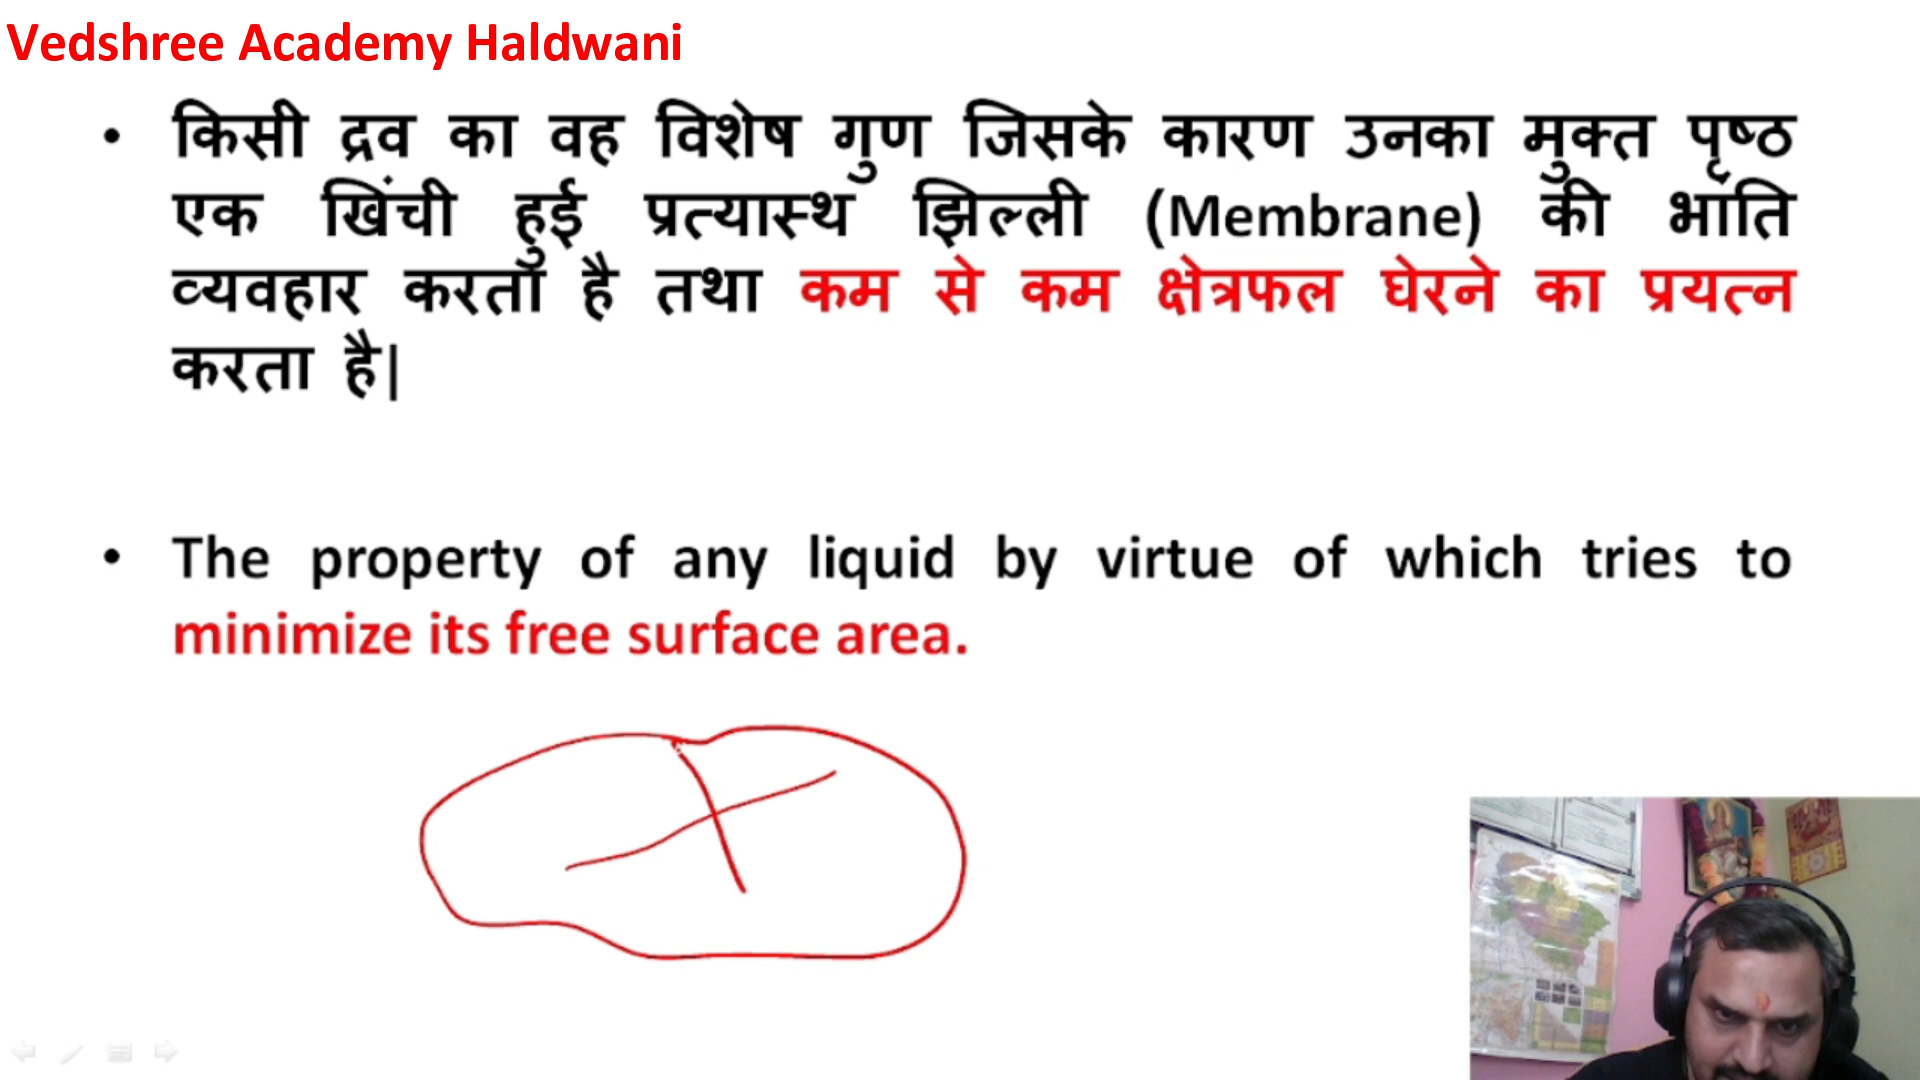 Vedshree Academy Haldwani
• किसी द्रव का वह विशेष गुण जिसके कारण उनका मुक्त पृष्ठ
एक खिंची हुई प्रत्यास्थ झिल्ली (Membrane) की भांति
व्यवहार करता है तथा कम से कम क्षेत्रफल घेरने का प्रयत्न
करता है|
• The property of any liquid by virtue of which tries to
minimize its free surface area.